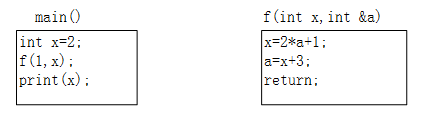 main()
int x=2;
f(1,x);
print(x);
f(int x,int &a)
x=2*a+1;
a=x+3;
return;